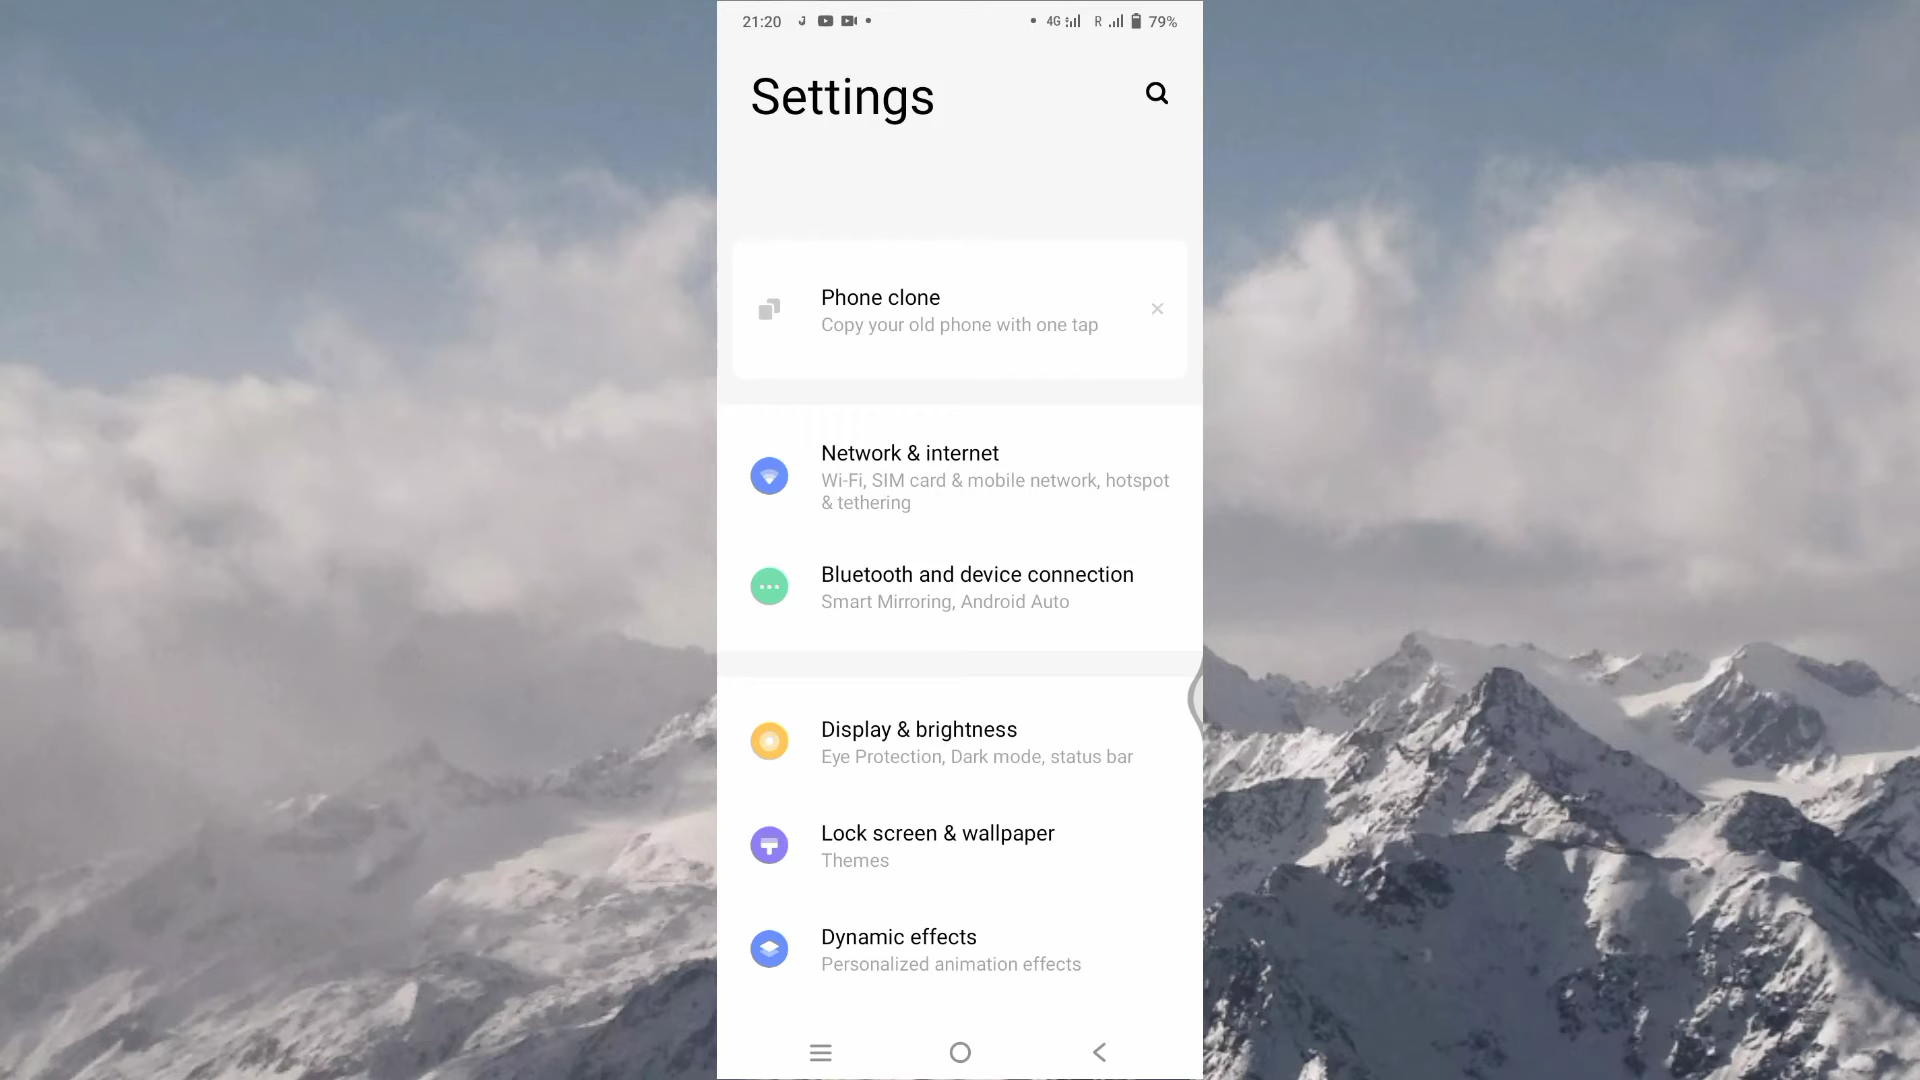 21:20
4G
R
79%
Settings
Phone clone
Copy your old phone with one tap
Network & internet
Wi-Fi, SIM card & mobile network, hotspot
& tethering
Bluetooth and device connection
Smart Mirroring, Android Auto
Display & brightness
Eye Protection, Dark mode, status bar
Lock screen & wallpaper
Themes
Dynamic effects
Personalized animation effects